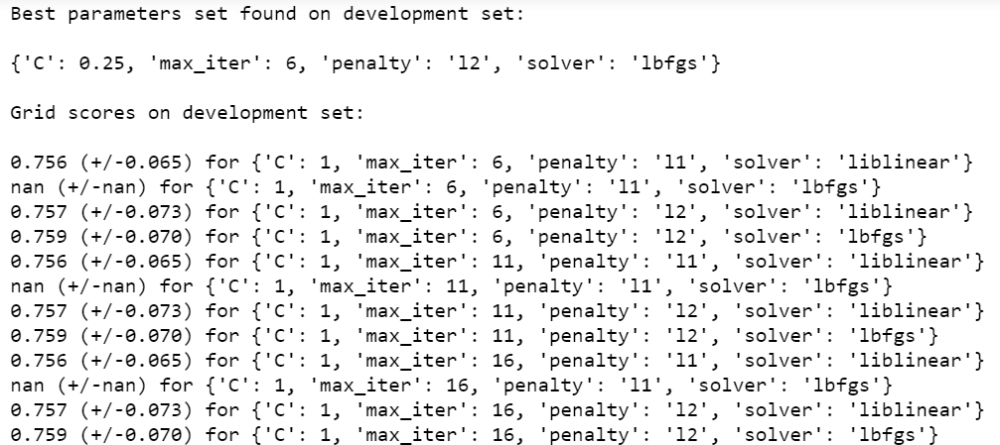 Best parameters set found on development set:
{'C': 0.25, 'max_iter': 6, 'penalty': 'l2', 'solver': 'lbfgs'}
Grid scores on development set:
0.756 (+/-0.065) for {'C': 1, 'max_iter': 6, 'penalty': 'l1', 'solver': 'liblinear'}
nan (+/-nan) for {'C': 1, 'max_iter': 6, 'penalty': 'l1', 'solver': 'lbfgs'}
0.757 (+/-0.073) for {'C': 1, 'max_iter': 6, 'penalty': 'l2', 'solver': 'liblinear'}
0.759 (+/-0.070) for {'C': 1, 'max_iter': 6, 'penalty': 'l2', 'solver': 'lbfgs'}
0.756 (+/-0.065) for {'C': 1, 'max_iter': 11, 'penalty': 'l1', 'solver': 'liblinear'}
nan (+/-nan) for {'C': 1, 'max_iter': 11, 'penalty': 'l1', 'solver': 'lbfgs'}
0.757 (+/-0.073) for {'C': 1, 'max_iter': 11, 'penalty': 'l2', 'solver': 'liblinear'}
0.759 (+/-0.070) for {'C': 1, 'max_iter': 11, 'penalty': 'l2', 'solver': 'lbfgs'}
0.756 (+/-0.065) for {'C': 1, 'max_iter': 16, 'penalty': 'l1', 'solver': 'liblinear'}
nan (+/-nan) for {'C': 1, 'max_iter': 16, 'penalty': 'l1', 'solver': 'lbfgs'}
0.757 (+/-0.073) for {'C': 1, 'max_iter': 16, 'penalty': 'l2', 'solver': 'liblinear'}
0.759 (+/-0.070) for {'C': 1, 'max_iter': 16, 'penalty': 'l2', 'solver': 'lbfgs'}